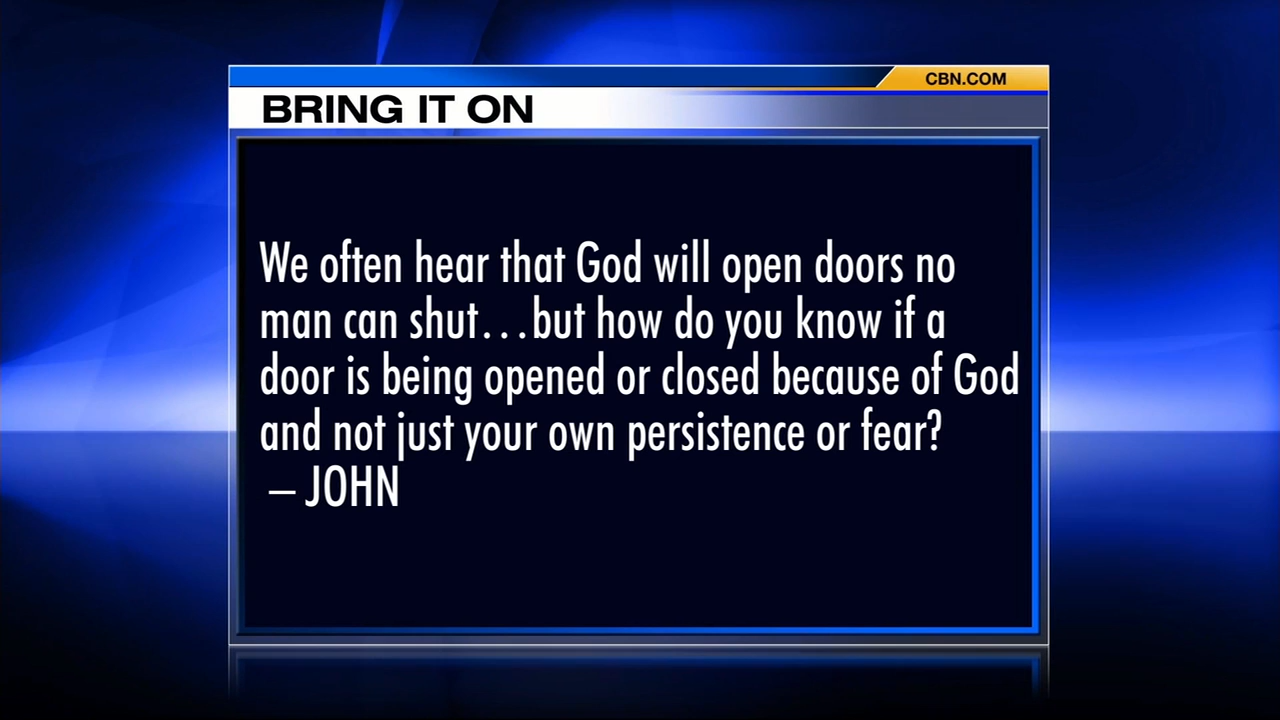 CBN.COM
BRING IT ON
We often hear that God will open doors no
man can shut...but how do you know if a
door is being opened or closed because of God
and not just your own persistence or fear?
– JOHN